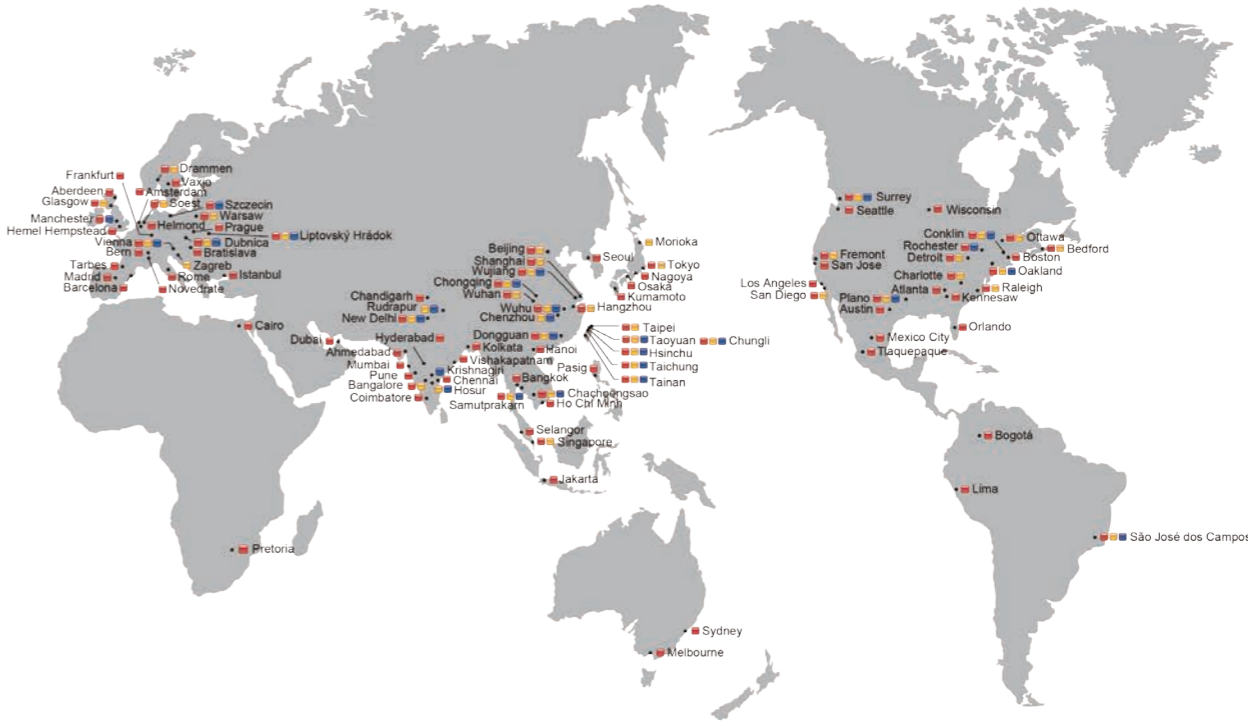 Frankfurt
Drammen
Vaxjo
Aberdeen
Amsterdam
Glasgow
Soest
Szczecin
Manchester
Warsaw
Hemel Hempstead
Helmond
Prague
Vienna
Dubnica
Liptovský Hrádok
Bern
Bratislava
Tarbes
Zagreb
Madrid
Rome
Istanbul
Barcelona
Novedrate
Cairo
Dubai
Pretoria
Chandigarh
Rudrapur
New Delhi
Hyderabad
Ahmedabad
Kolkata
Mumbai
Vishakapatnam
Pune
Krishnagiri
Chennai
Bangalore
Hosur
Coimbatore
Beijing
Shanghai
Wujiang
Chongqing
Wuhan
Wuhu
Chenzhou
Hangzhou
Dongguan
Hanoi
Seoul
Morioka
Tokyo
Nagoya
Osaka
Kumamoto
Taipei
Taoyuan
Chungli
Hsinchu
Taichung
Tainan
Pasig
Bangkok
Chachoengsao
Samutprakarn
Ho Chi Minh
Selangor
Singapore
Jakarta
Sydney
Melbourne
Surrey
Seattle
Wisconsin
Conklin
Ottawa
Rochester
Bedford
Fremont
Detroit
Boston
San Jose
Oakland
Charlotte
Los Angeles
Atlanta
Raleigh
San Diego
Plano
Kennesaw
Austin
Orlando
Mexico City
Tlaquepaque
Bogotá
Lima
São José dos Campos